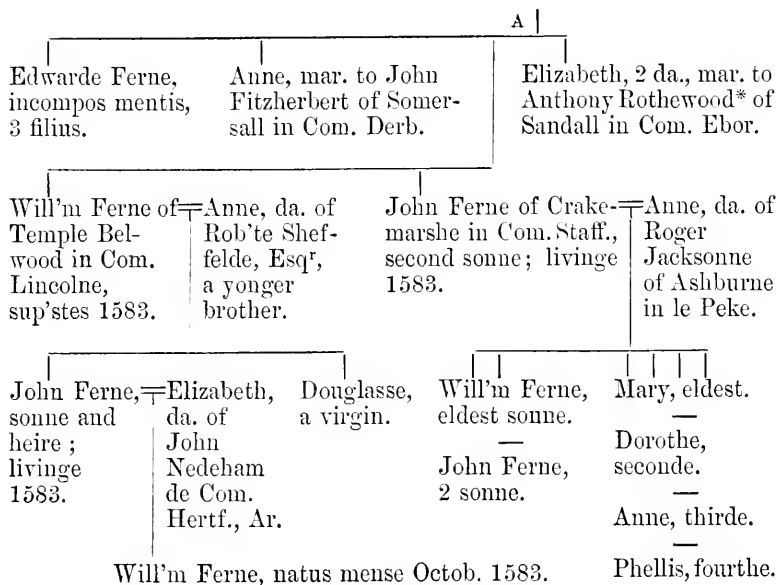 A
Edwarde Ferne,
incompos mentis,
3 filius.
Anne, mar. to John
Fitzherbert of Somer-
sall in Com. Derb.
Elizabeth, 2 da., mar. to
Anthony Rothewood* of
Sandall in Com. Ebor.
Will'm Ferne of
Temple Bel-
wood in Com.
Lincolne,
sup'stes 1583.
Anne, da. of
Rob'te Shef-
felde, Esqʳ,
a yonger
brother.
John Ferne of Crake-
marshe in Com. Staff.,
second sonne; livinge
1583.
Anne, da. of
Roger
Jacksonne
of Ashburne
in le Peke.
John Ferne,
sonne and
heire;
livinge
1583.
Elizabeth,
da. of
John
Nedeham
de Com.
Hertf., Ar.
Douglasse,
a virgin.
Will'm Ferne,
eldest sonne.
—
John Ferne,
2 sonne.
Mary, eldest.
—
Dorothe,
seconde.
—
Anne, thirde.
—
Phellis, fourthe.
Will'm Ferne, natus mense Octob. 1583.